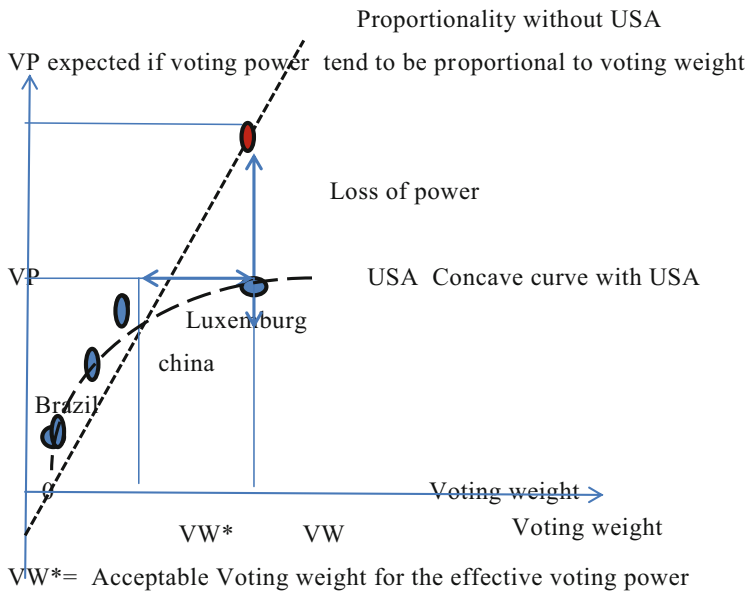 Proportionality without USA
VP expected if voting power tend to be proportional to voting weight
Loss of power
VP
USA Concave curve with USA
Luxemburg
china
Brazil
0
Voting weight
Voting weight
VW* VW
VW*= Acceptable Voting weight for the effective voting power